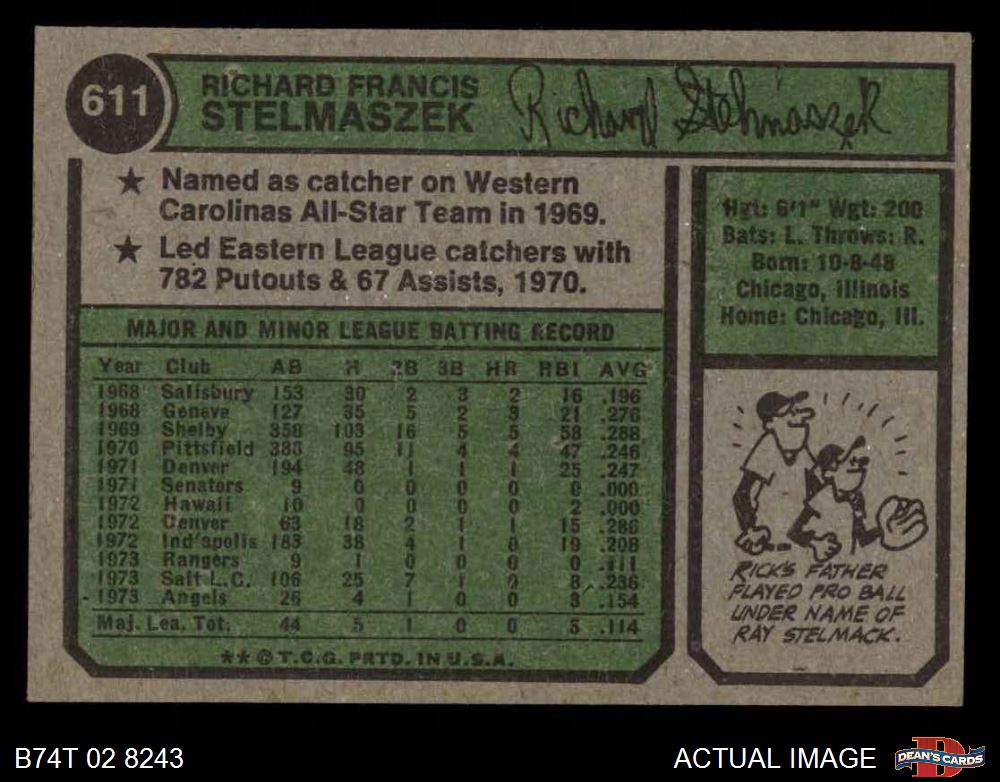 611
RICHARD FRANCIS
STELMASZEK
Richard Stelmaszek
★ Named as catcher on Western
Carolinas All-Star Team in 1969.
★ Led Eastern League catchers with
782 Putouts & 67 Assists, 1970.
Hgt: 6'1" Wgt: 200
Bats: L. Throws: R.
Born: 10-8-48
Chicago, Illinois
Home: Chicago, Ill.
MAJOR AND MINOR LEAGUE BATTING RECORD
Year Club AB H 2B 3B HR RBI AVG
1968 Salisbury 153 30 2 3 2 16 .196
1968 Geneva 127 35 5 2 3 21 .276
1969 Shelby 358 103 16 5 5 58 .288
1970 Pittsfield 383 95 11 4 4 47 .246
1971 Denver 194 48 1 1 1 25 .247
1971 Senators 9 0 0 0 0 0 .000
1972 Hawaii 10 0 0 0 0 2 .000
1972 Denver 63 18 2 1 1 15 .286
1972 Ind'apolis 183 38 4 1 0 19 .208
1973 Rangers 9 1 0 0 0 0 .111
1973 Salt L.C. 106 25 7 1 0 8 .236
1973 Angels 26 4 1 0 0 3 .154
Maj. Lea. Tot. 44 5 1 0 0 5 .114
★★ © T.C.G. PRTD. IN U.S.A.
RICK'S FATHER
PLAYED PRO BALL
UNDER NAME OF
RAY STELMACK.
B74T 02 8243
ACTUAL IMAGE
D
DEAN'S CARDS